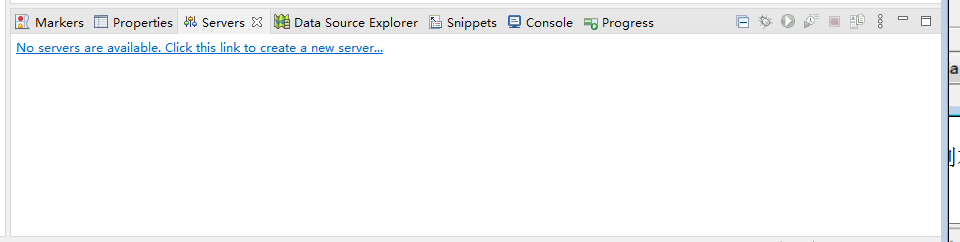 Markers Properties Servers Data Source Explorer Snippets Console Progress
No servers are available. Click this link to create a new server...